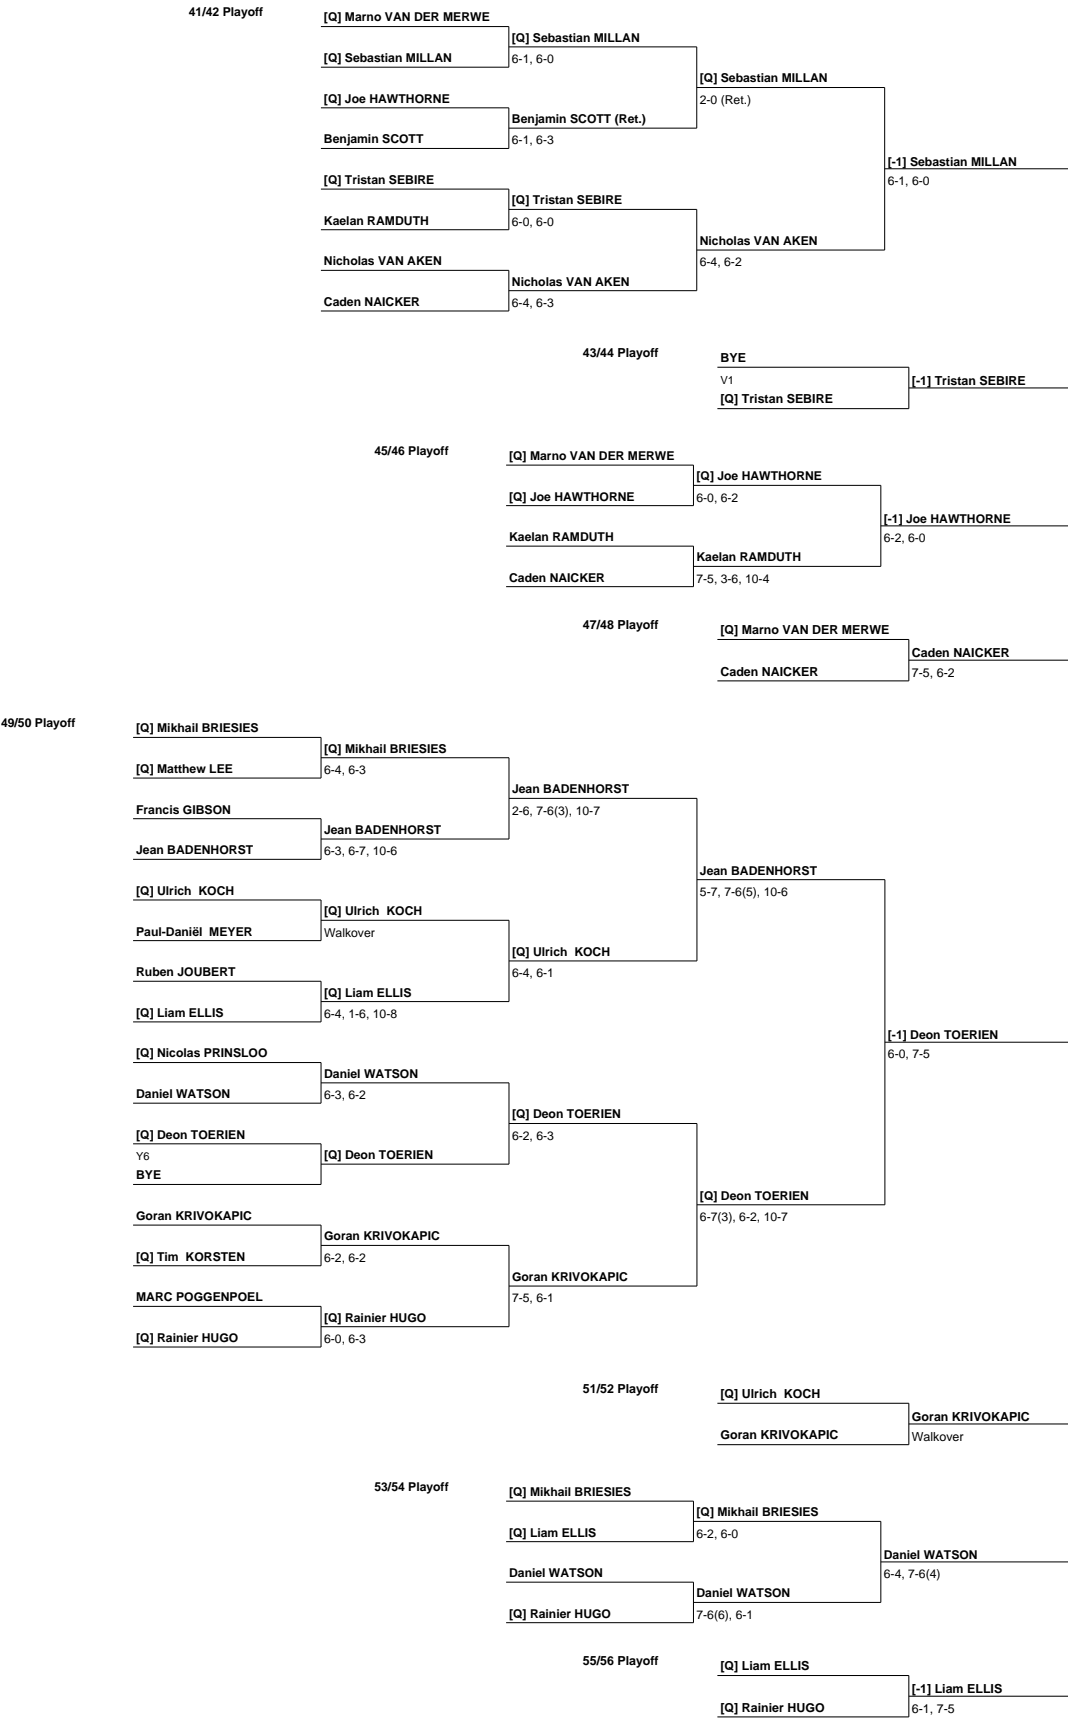 41/42 Playoff
[Q] Marno VAN DER MERWE
[Q] Sebastian MILLAN
[Q] Sebastian MILLAN
6-1, 6-0
[Q] Sebastian MILLAN
2-0 (Ret.)
[Q] Joe HAWTHORNE
Benjamin SCOTT (Ret.)
Benjamin SCOTT
6-1, 6-3
[-1] Sebastian MILLAN
6-1, 6-0
[Q] Tristan SEBIRE
[Q] Tristan SEBIRE
Kaelan RAMDUTH
6-0, 6-0
Nicholas VAN AKEN
6-4, 6-2
Nicholas VAN AKEN
Nicholas VAN AKEN
Caden NAICKER
6-4, 6-3
43/44 Playoff
BYE
V1
[-1] Tristan SEBIRE
[Q] Tristan SEBIRE
45/46 Playoff
[Q] Marno VAN DER MERWE
[Q] Joe HAWTHORNE
[Q] Joe HAWTHORNE
6-0, 6-2
[-1] Joe HAWTHORNE
6-2, 6-0
Kaelan RAMDUTH
Kaelan RAMDUTH
Caden NAICKER
7-5, 3-6, 10-4
47/48 Playoff
[Q] Marno VAN DER MERWE
Caden NAICKER
Caden NAICKER
7-5, 6-2
49/50 Playoff
[Q] Mikhail BRIESIES
[Q] Mikhail BRIESIES
[Q] Matthew LEE
6-4, 6-3
Jean BADENHORST
2-6, 7-6(3), 10-7
Francis GIBSON
Jean BADENHORST
Jean BADENHORST
6-3, 6-7, 10-6
Jean BADENHORST
5-7, 7-6(5), 10-6
[Q] Ulrich  KOCH
[Q] Ulrich  KOCH
Paul-Daniël  MEYER
Walkover
[Q] Ulrich  KOCH
6-4, 6-1
Ruben JOUBERT
[Q] Liam ELLIS
[Q] Liam ELLIS
6-4, 1-6, 10-8
[-1] Deon TOERIEN
6-0, 7-5
[Q] Nicolas PRINSLOO
Daniel WATSON
Daniel WATSON
6-3, 6-2
[Q] Deon TOERIEN
6-2, 6-3
[Q] Deon TOERIEN
Y6
[Q] Deon TOERIEN
BYE
[Q] Deon TOERIEN
6-7(3), 6-2, 10-7
Goran KRIVOKAPIC
Goran KRIVOKAPIC
[Q] Tim  KORSTEN
6-2, 6-2
Goran KRIVOKAPIC
7-5, 6-1
MARC POGGENPOEL
[Q] Rainier HUGO
[Q] Rainier HUGO
6-0, 6-3
51/52 Playoff
[Q] Ulrich  KOCH
Goran KRIVOKAPIC
Goran KRIVOKAPIC
Walkover
53/54 Playoff
[Q] Mikhail BRIESIES
[Q] Mikhail BRIESIES
[Q] Liam ELLIS
6-2, 6-0
Daniel WATSON
6-4, 7-6(4)
Daniel WATSON
Daniel WATSON
[Q] Rainier HUGO
7-6(6), 6-1
55/56 Playoff
[Q] Liam ELLIS
[-1] Liam ELLIS
[Q] Rainier HUGO
6-1, 7-5